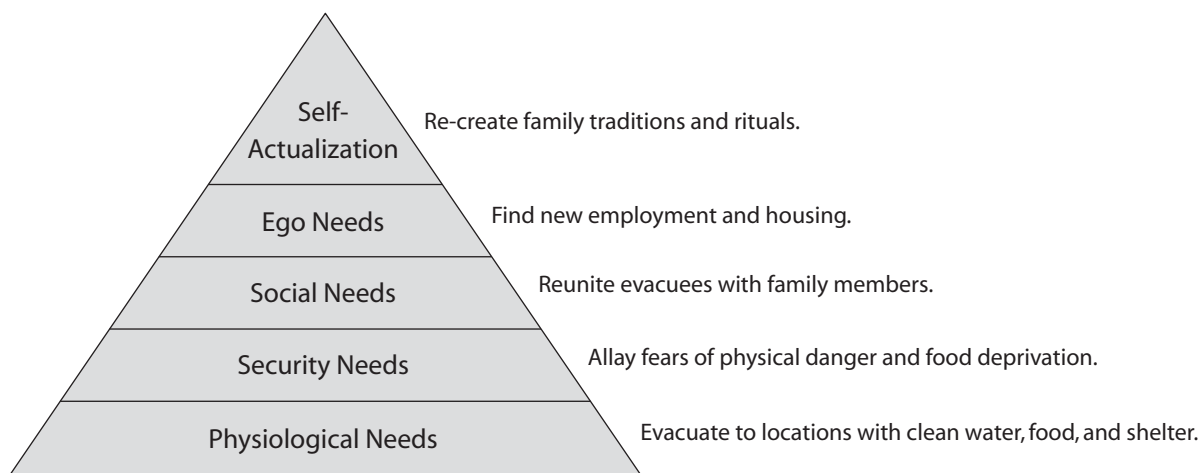 Self-
Actualization
Re-create family traditions and rituals.
Ego Needs
Find new employment and housing.
Social Needs
Reunite evacuees with family members.
Security Needs
Allay fears of physical danger and food deprivation.
Physiological Needs
Evacuate to locations with clean water, food, and shelter.